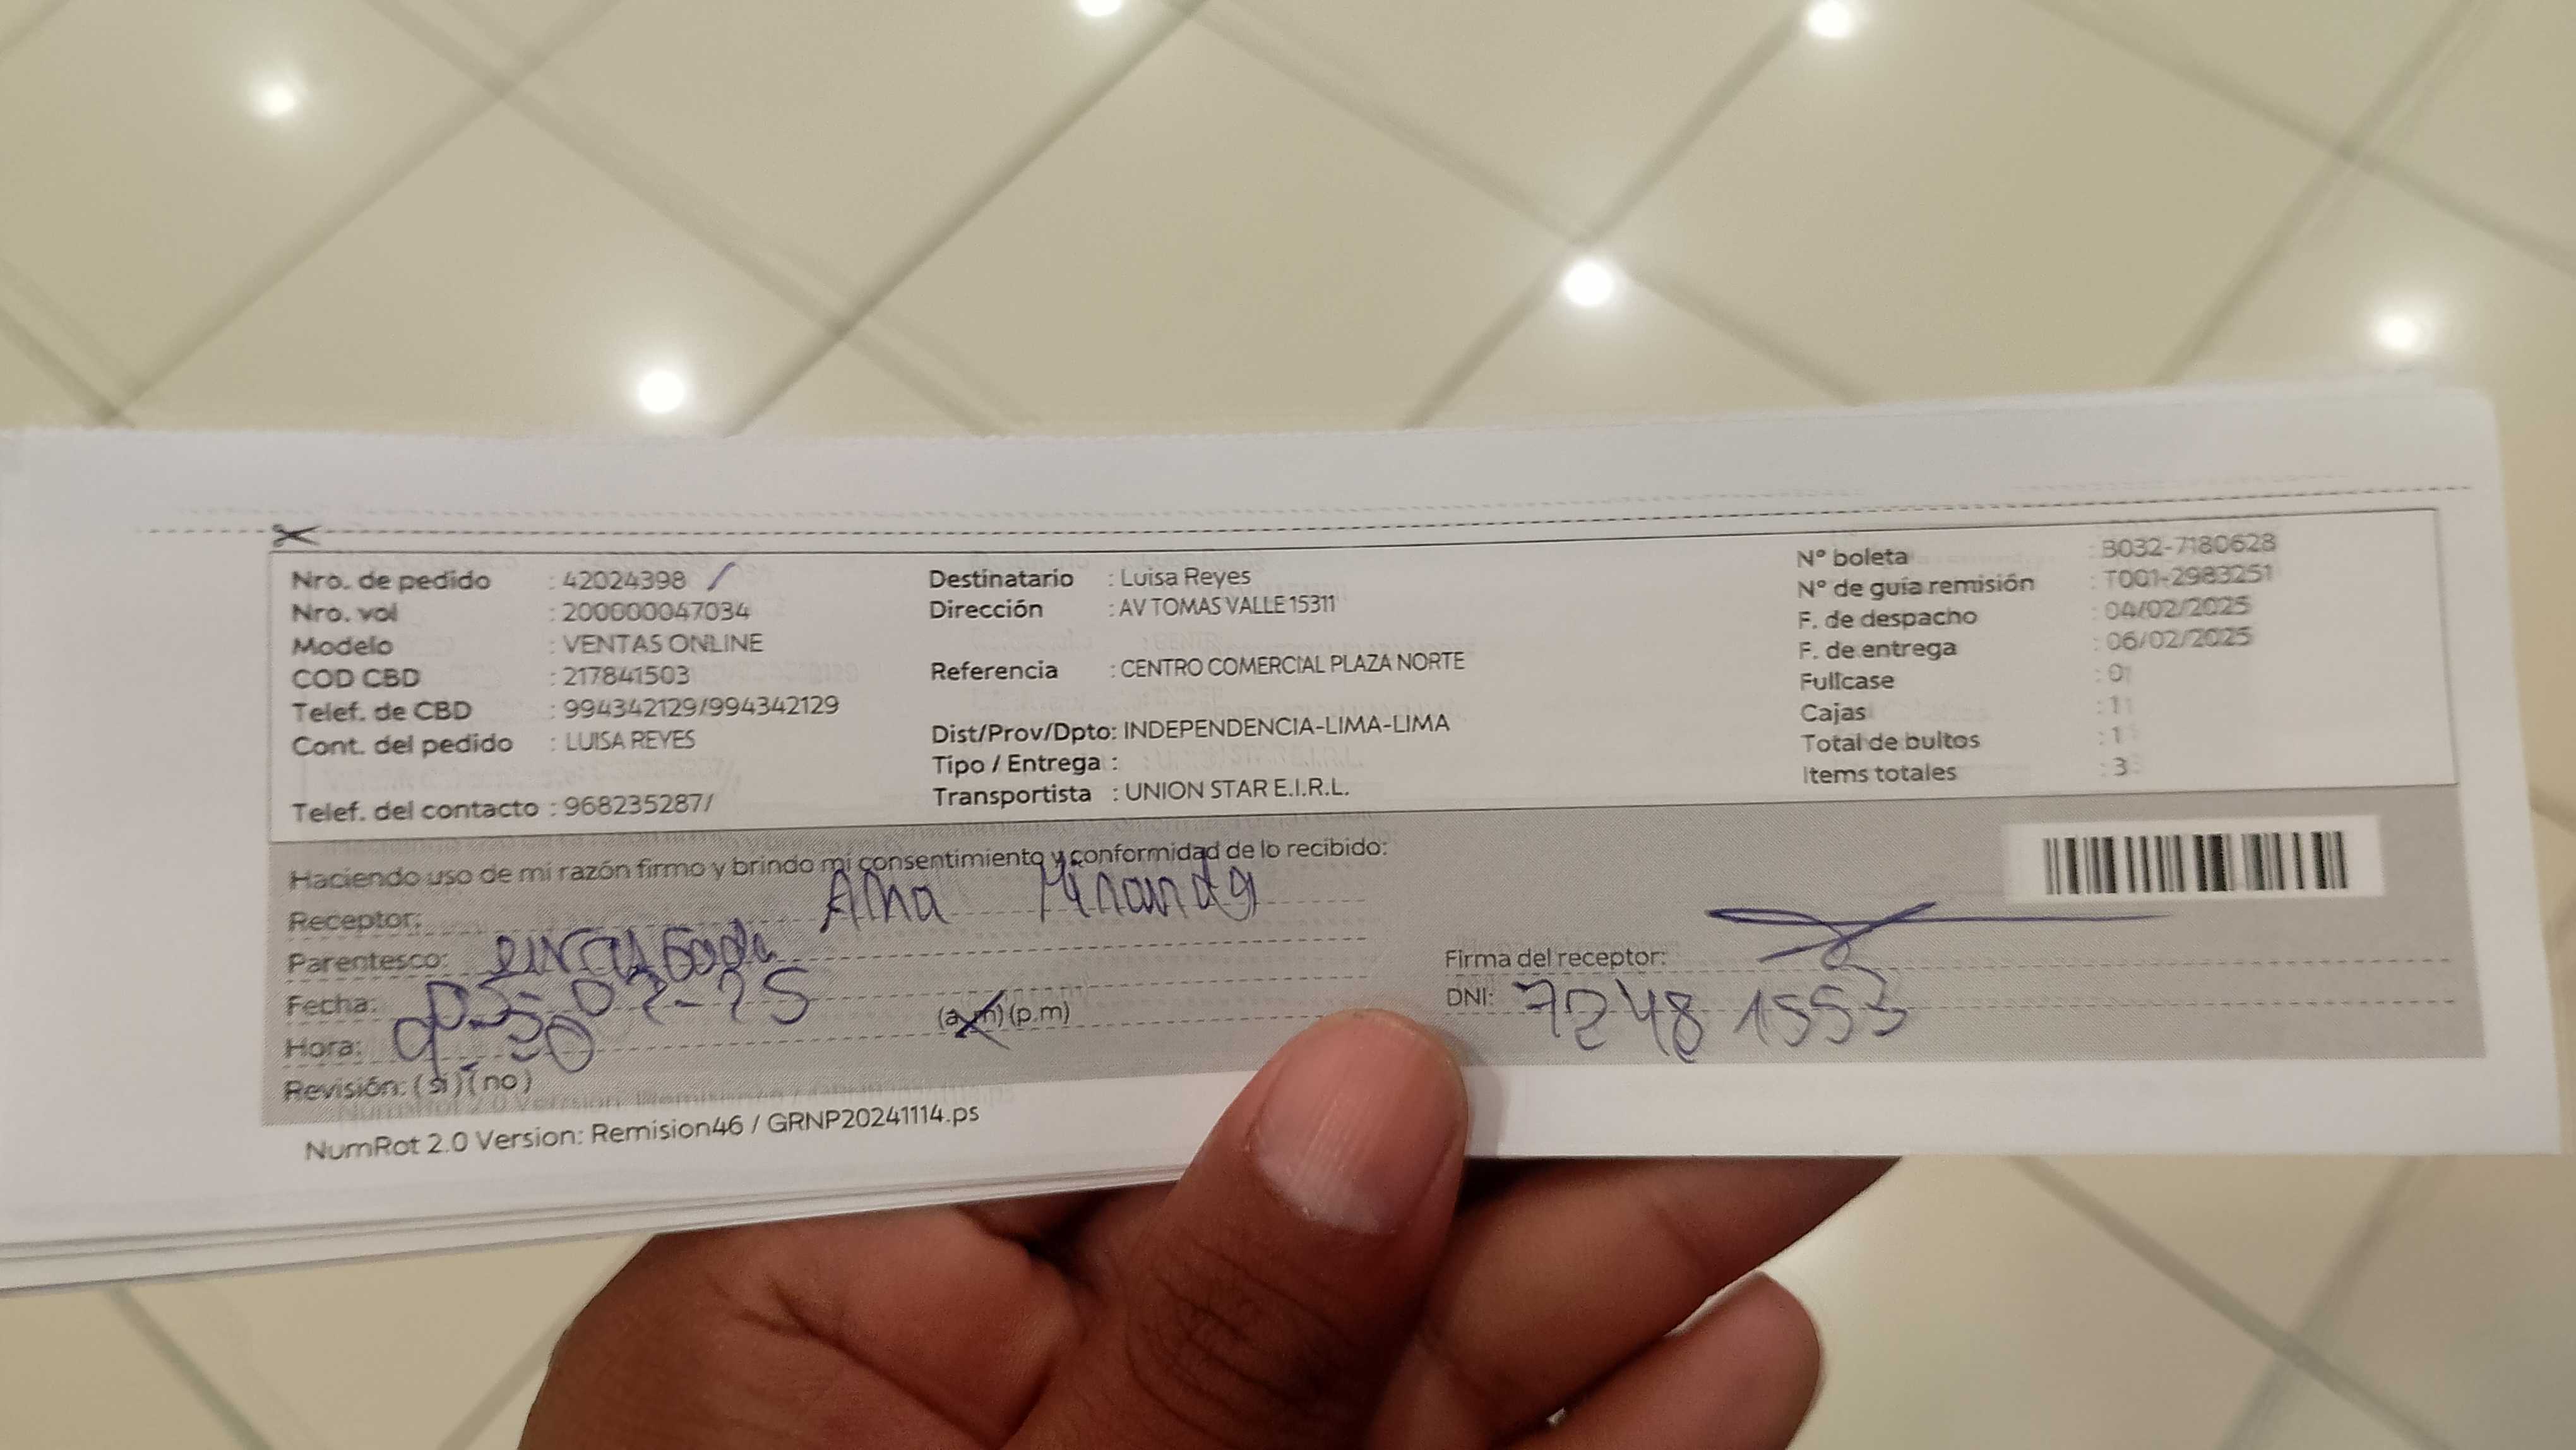 Nro. de pedido : 42024398
Nro. vol : 200000047034
Modelo : VENTAS ONLINE
COD CBD : 217841503
Telef. de CBD : 994342129/994342129
Cont. del pedido : LUISA REYES
Telef. del contacto : 968235287/
Destinatario : Luisa Reyes
Dirección : AV TOMAS VALLE 15311
Referencia : CENTRO COMERCIAL PLAZA NORTE
Dist/Prov/Dpto: INDEPENDENCIA-LIMA-LIMA
Tipo / Entrega :
Transportista : UNION STAR E.I.R.L.
N° boleta : B032-7180628
N° de guía remisión : T001-2983251
F. de despacho : 04/02/2025
F. de entrega : 06/02/2025
Fullcase : 0
Cajas : 1
Total de bultos : 1
Items totales : 3
Haciendo uso de mi razón firmo y brindo mi consentimiento y conformidad de lo recibido:
Receptor:
Parentesco:
Fecha: 05-02-25
Hora: 9:30 (a.m) (p.m)
Revisión: (si) (no)
Firma del receptor:
DNI: 72481553
NumRot 2.0 Version: Remision46 / GRNP20241114.ps